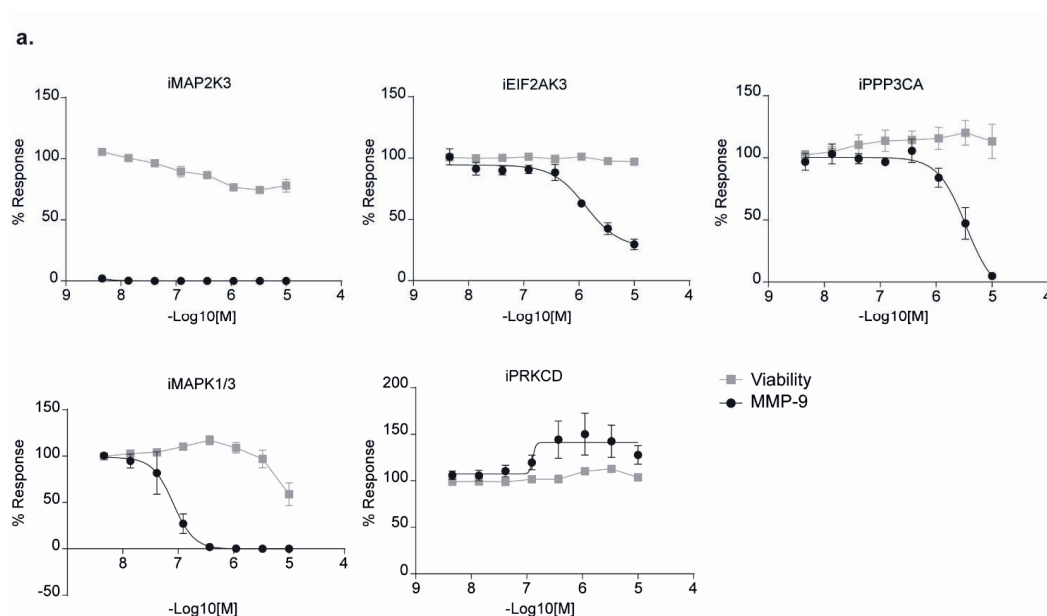 a.
iMAP2K3
150
100
50
0
% Response
9 8 7 6 5 4
-Log10[M]
iEIF2AK3
150
100
50
0
% Response
9 8 7 6 5 4
-Log10[M]
iPPP3CA
150
100
50
0
% Response
9 8 7 6 5 4
-Log10[M]
iMAPK1/3
150
100
50
0
-50
% Response
8 7 6 5 4
-Log10[M]
iPRKCD
200
150
100
50
0
% Response
9 8 7 6 5 4
-Log10[M]
Viability
MMP-9